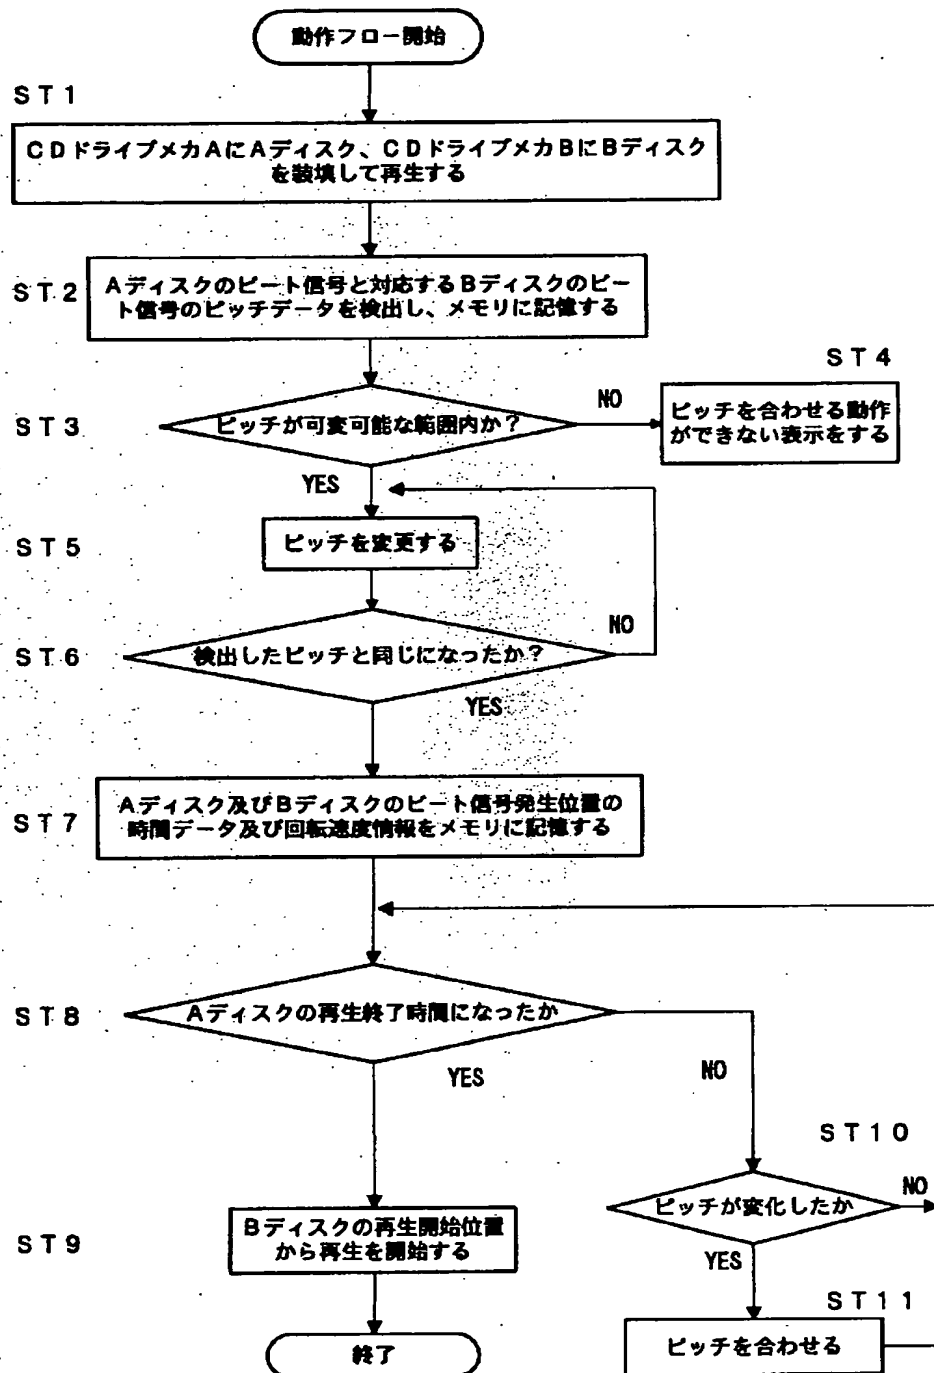 動作フロー開始
ST1
CDドライブメカAにAディスク、CDドライブメカBにBディスク
を装填して再生する
ST2
Aディスクのビート信号と対応するBディスクのビー
ト信号のピッチデータを検出し、メモリに記憶する
ST3
ピッチが可変可能な範囲内か?
NO
ST4
ピッチを合わせる動作
ができない表示をする
YES
ST5
ピッチを変更する
ST6
検出したピッチと同じになったか?
NO
YES
ST7
Aディスク及びBディスクのビート信号発生位置の
時間データ及び回転速度情報をメモリに記憶する
ST8
Aディスクの再生終了時間になったか
YES
NO
ST10
ピッチが変化したか
NO
YES
ST9
Bディスクの再生開始位置
から再生を開始する
ST11
ピッチを合わせる
終了